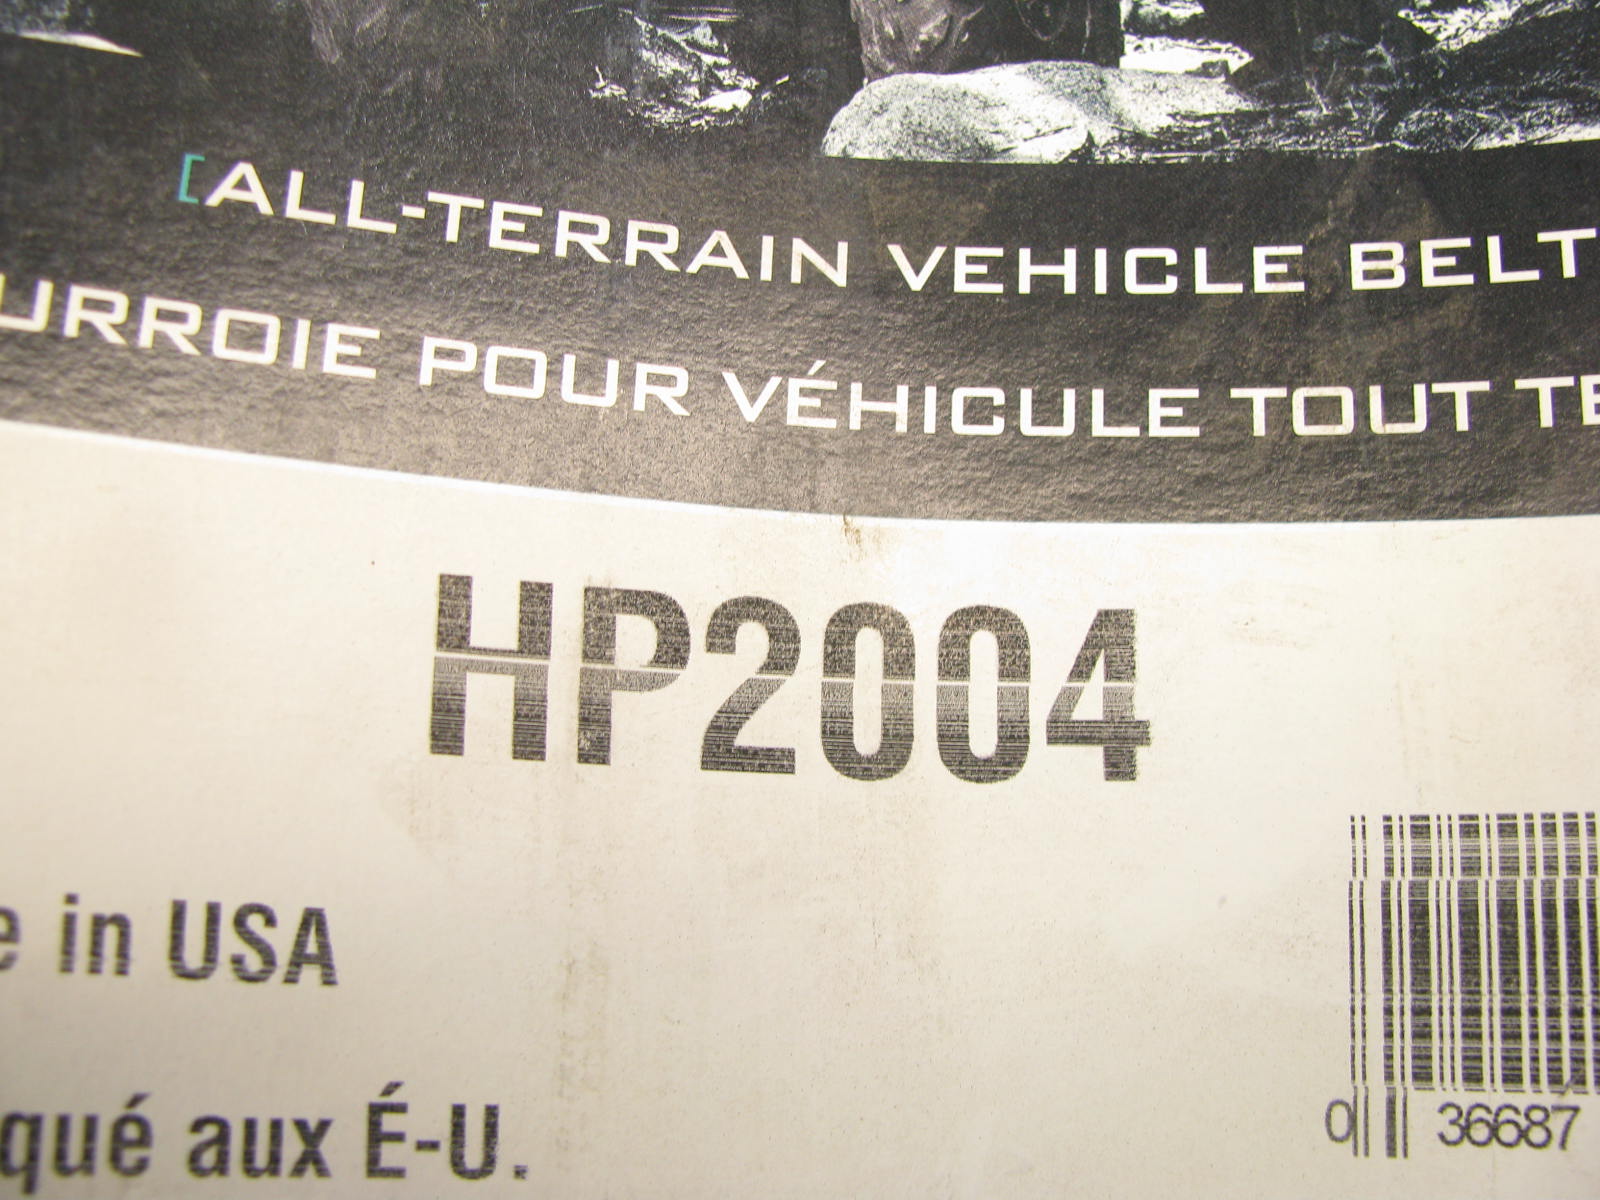 [ALL-TERRAIN VEHICLE BELT
URROIE POUR VÉHICULE TOUT TE
HP2004
e in USA
qué aux É-U.
0 36687